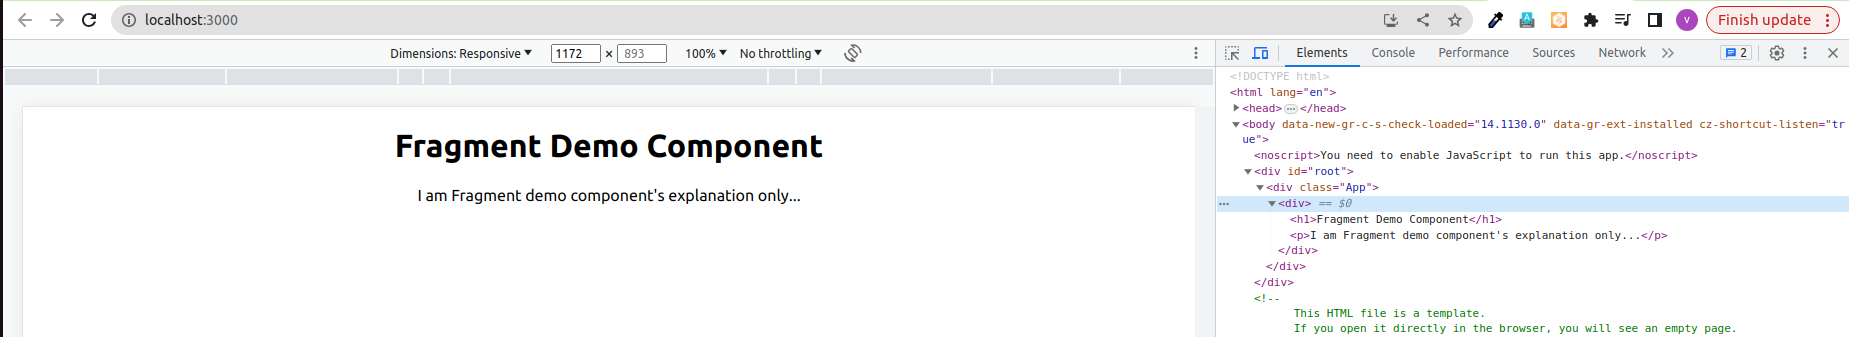 localhost:3000
V
Finish update
Dimensions: Responsive 1172 × 893 100% No throttling
Elements Console Performance Sources Network 2
Fragment Demo Component
I am Fragment demo component's explanation only...
<!DOCTYPE html>
<html lang="en">
<head> ... </head>
<body data-new-gr-c-s-check-loaded="14.1130.0" data-gr-ext-installed cz-shortcut-listen="tr
ue">
<noscript>You need to enable JavaScript to run this app.</noscript>
<div id="root">
<div class="App">
... <div> == $0
<h1>Fragment Demo Component</h1>
<p>I am Fragment demo component's explanation only...</p>
</div>
</div>
</div>
<!--
This HTML file is a template.
If you open it directly in the browser, you will see an empty page.